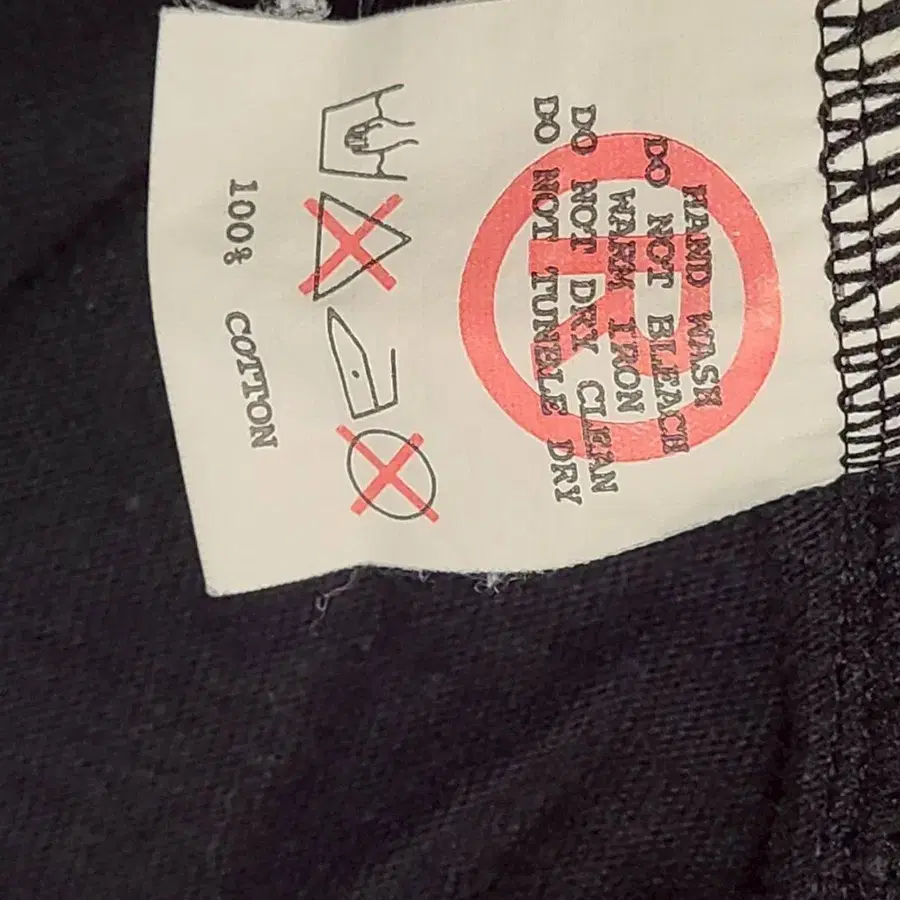 HAND WASH
DO NOT BLEACH
WARM IRON
DO NOT DRY CLEAN
DO NOT TUMBLE DRY
R
100% COTTON